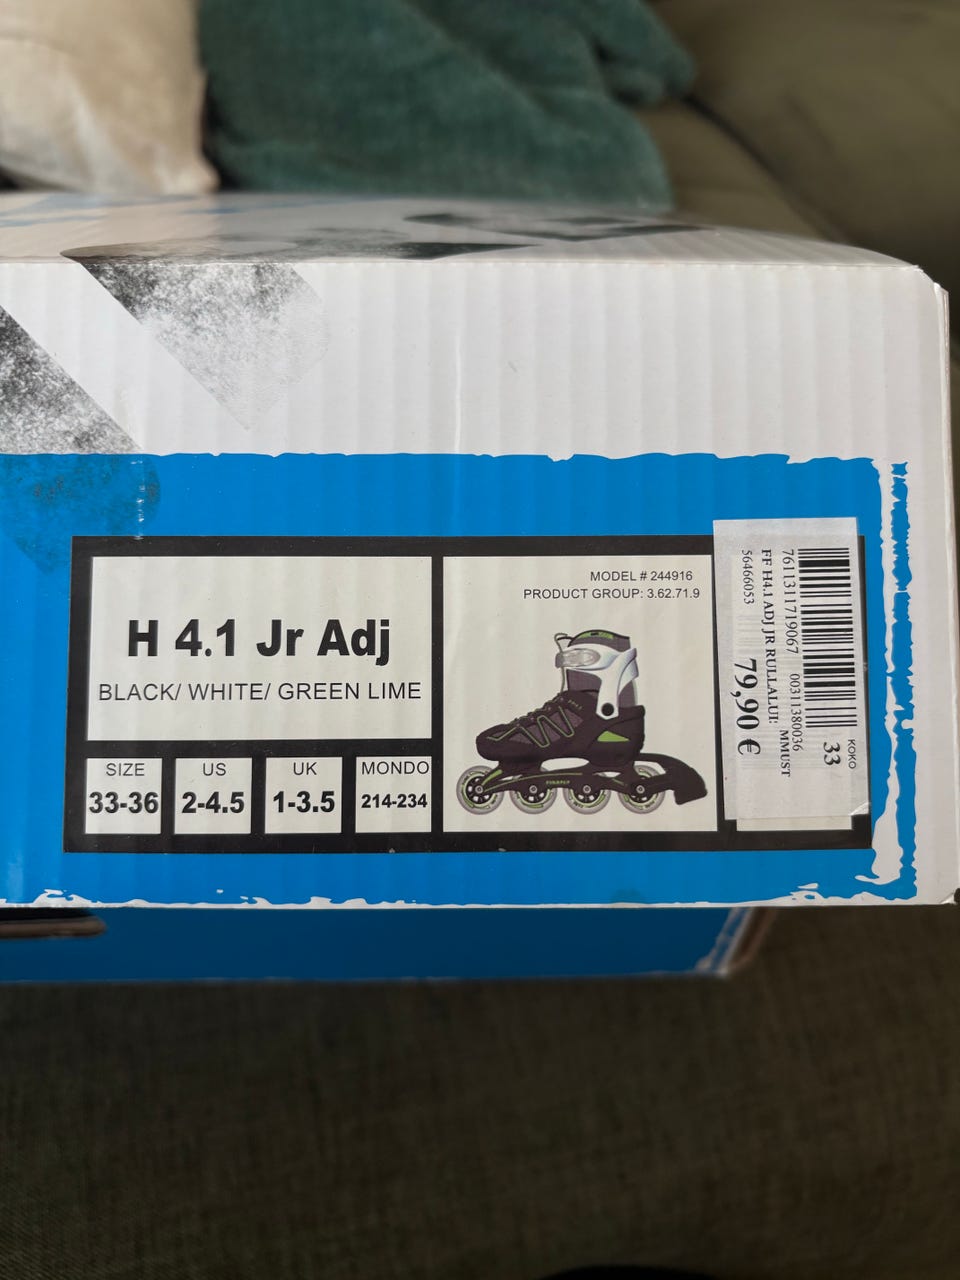 H 4.1 Jr Adj
BLACK/ WHITE/ GREEN LIME
SIZE
33-36
US
2-4.5
UK
1-3.5
MONDO
214-234
MODEL # 244916
PRODUCT GROUP: 3.62.71.9
KOKO
33
7611311719067 00311380036
FF H4.1 ADJ JR RULLALUI: MMUST
56466053
79,90 €